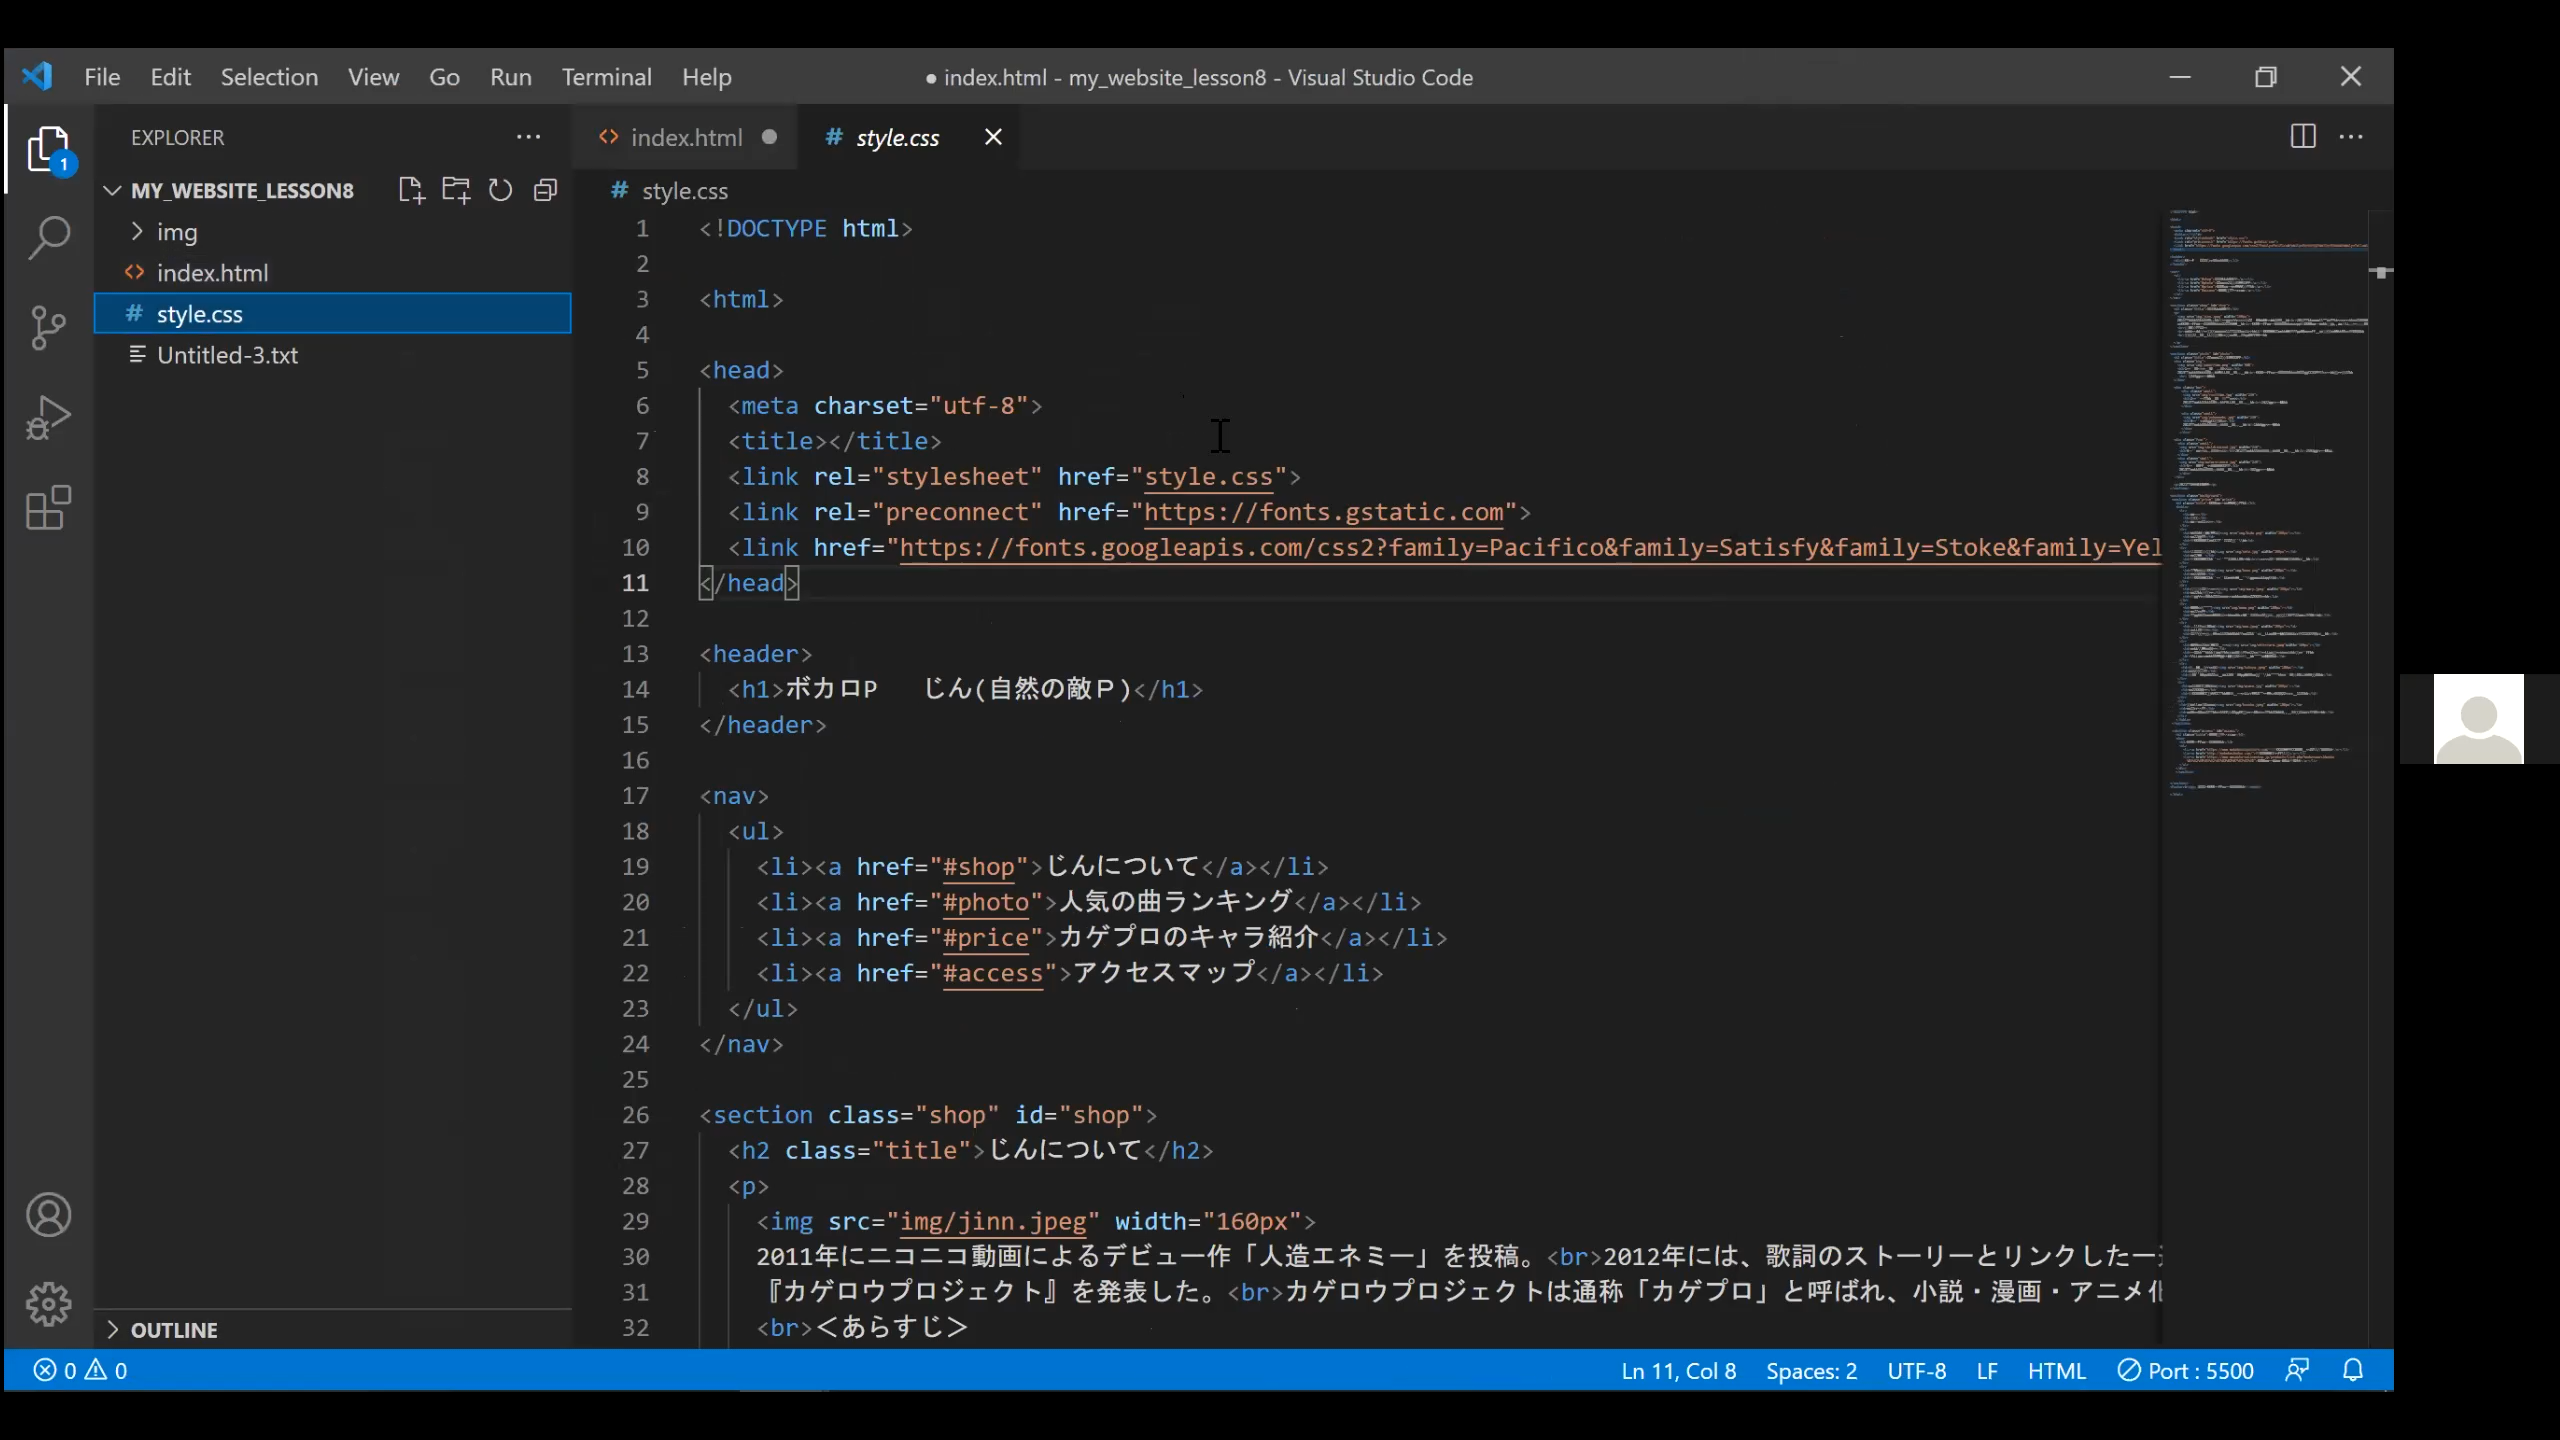 File Edit Selection View Go Run Terminal Help
● index.html - my_website_lesson8 - Visual Studio Code
EXPLORER
index.html
# style.css
1
MY_WEBSITE_LESSON8
img
index.html
# style.css
Untitled-3.txt
OUTLINE
# style.css
1 <!DOCTYPE html>
2
3 <html>
4
5 <head>
6 <meta charset="utf-8">
7 <title></title>
8 <link rel="stylesheet" href="style.css">
9 <link rel="preconnect" href="https://fonts.gstatic.com">
10 <link href="https://fonts.googleapis.com/css2?family=Pacifico&family=Satisfy&family=Stoke&family=Yel
11 </head>
12
13 <header>
14 <h1>ボカロP　　じん(自然の敵Ｐ)</h1>
15 </header>
16
17 <nav>
18 <ul>
19 <li><a href="#shop">じんについて</a></li>
20 <li><a href="#photo">人気の曲ランキング</a></li>
21 <li><a href="#price">カゲプロのキャラ紹介</a></li>
22 <li><a href="#access">アクセスマップ</a></li>
23 </ul>
24 </nav>
25
26 <section class="shop" id="shop">
27 <h2 class="title">じんについて</h2>
28 <p>
29 <img src="img/jinn.jpeg" width="160px">
30 2011年にニコニコ動画によるデビュー作「人造エネミー」を投稿。<br>2012年には、歌詞のストーリーとリンクした一
31 『カゲロウプロジェクト』を発表した。<br>カゲロウプロジェクトは通称「カゲプロ」と呼ばれ、小説・漫画・アニメ
32 <br>＜あらすじ＞
0 0
Ln 11, Col 8 Spaces: 2 UTF-8 LF HTML Port : 5500